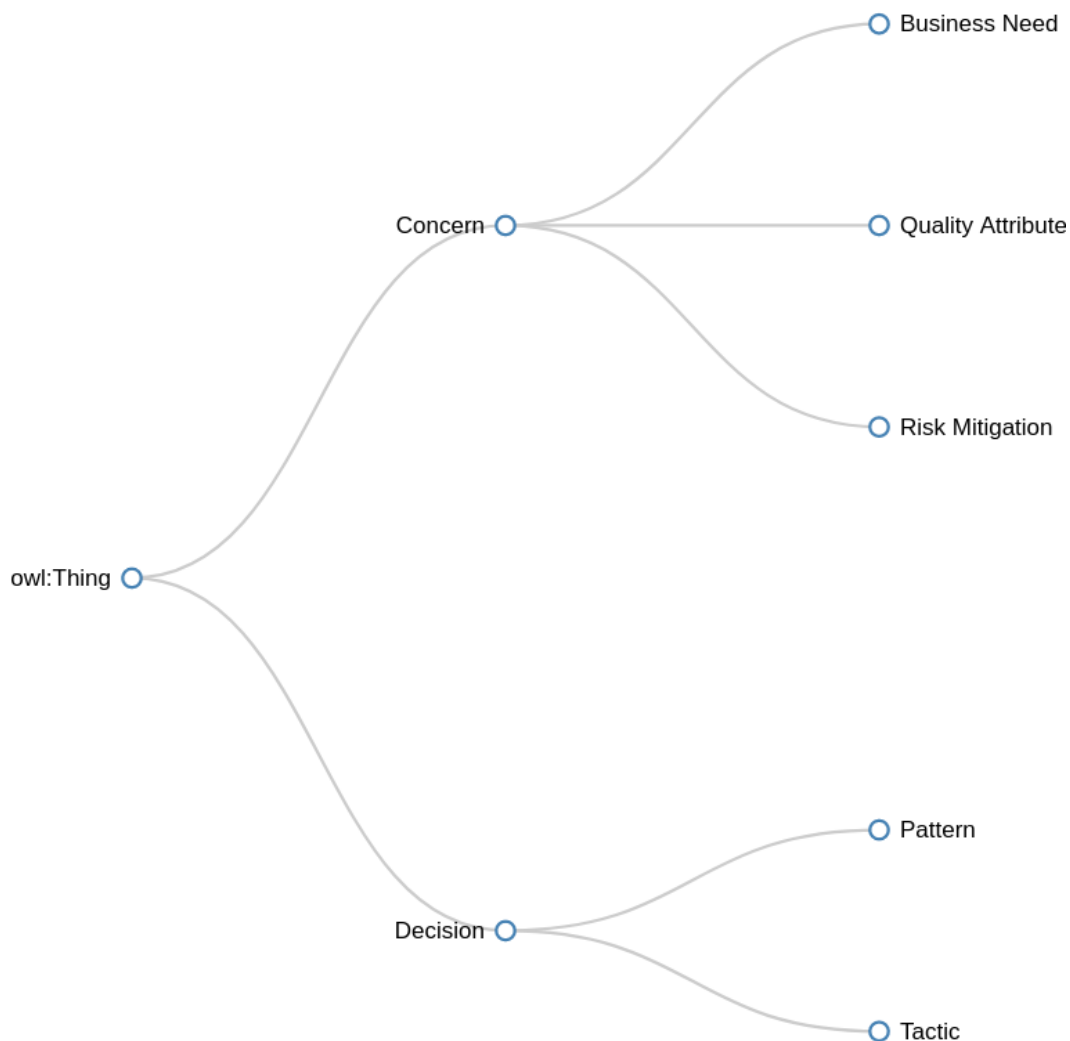 Business Need
Concern
Quality Attribute
Risk Mitigation
owl:Thing
Pattern
Decision
Tactic